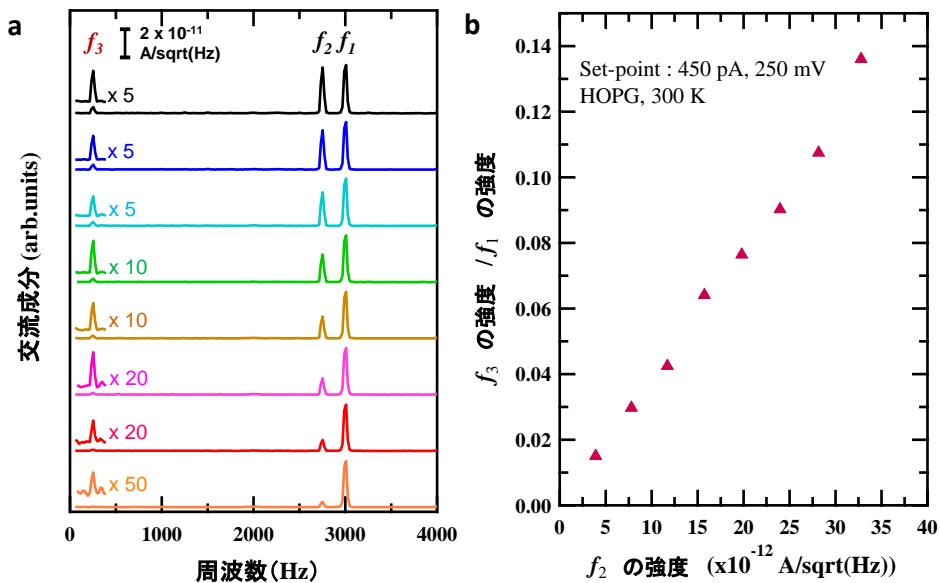 a
f3
2 x 10-11
A/sqrt(Hz)
f2 f1
x 5
x 5
x 5
x 10
x 10
x 20
x 20
x 50
交流成分 (arb.units)
0
1000
2000
3000
4000
周波数(Hz)
b
Set-point : 450 pA, 250 mV
HOPG, 300 K
0.14
0.12
0.10
0.08
0.06
0.04
0.02
0.00
f3 の強度 /f1 の強度
0
5
10
15
20
25
30
35
40
f2 の強度 (x10-12 A/sqrt(Hz))